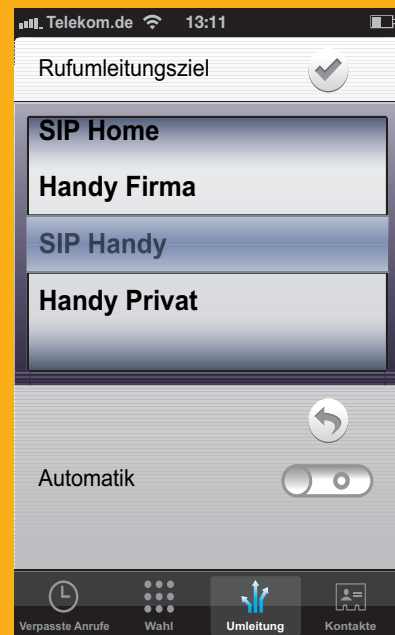 Telekom.de 13:11
Rufumleitungsziel
SIP Home
Handy Firma
SIP Handy
Handy Privat
Automatik
Verpasste Anrufe Wahl Umleitung Kontakte